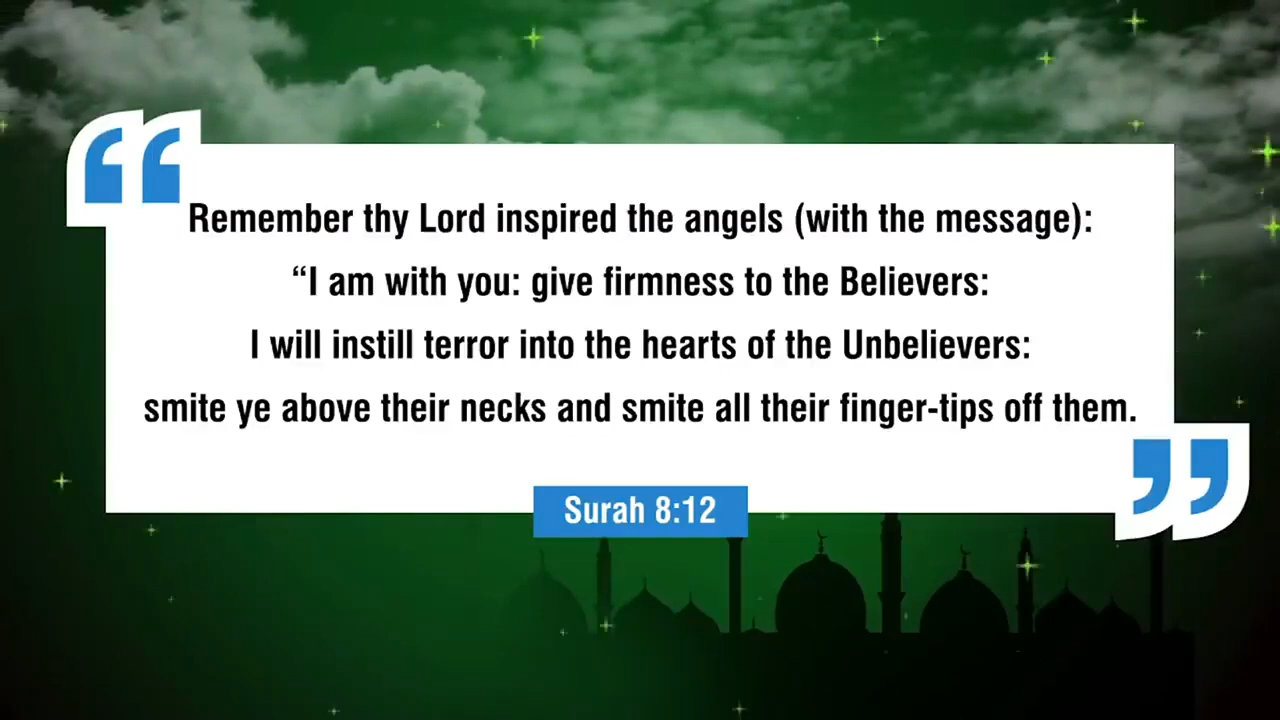 Remember thy Lord inspired the angels (with the message):
“I am with you: give firmness to the Believers:
I will instill terror into the hearts of the Unbelievers:
smite ye above their necks and smite all their finger-tips off them.
Surah 8:12